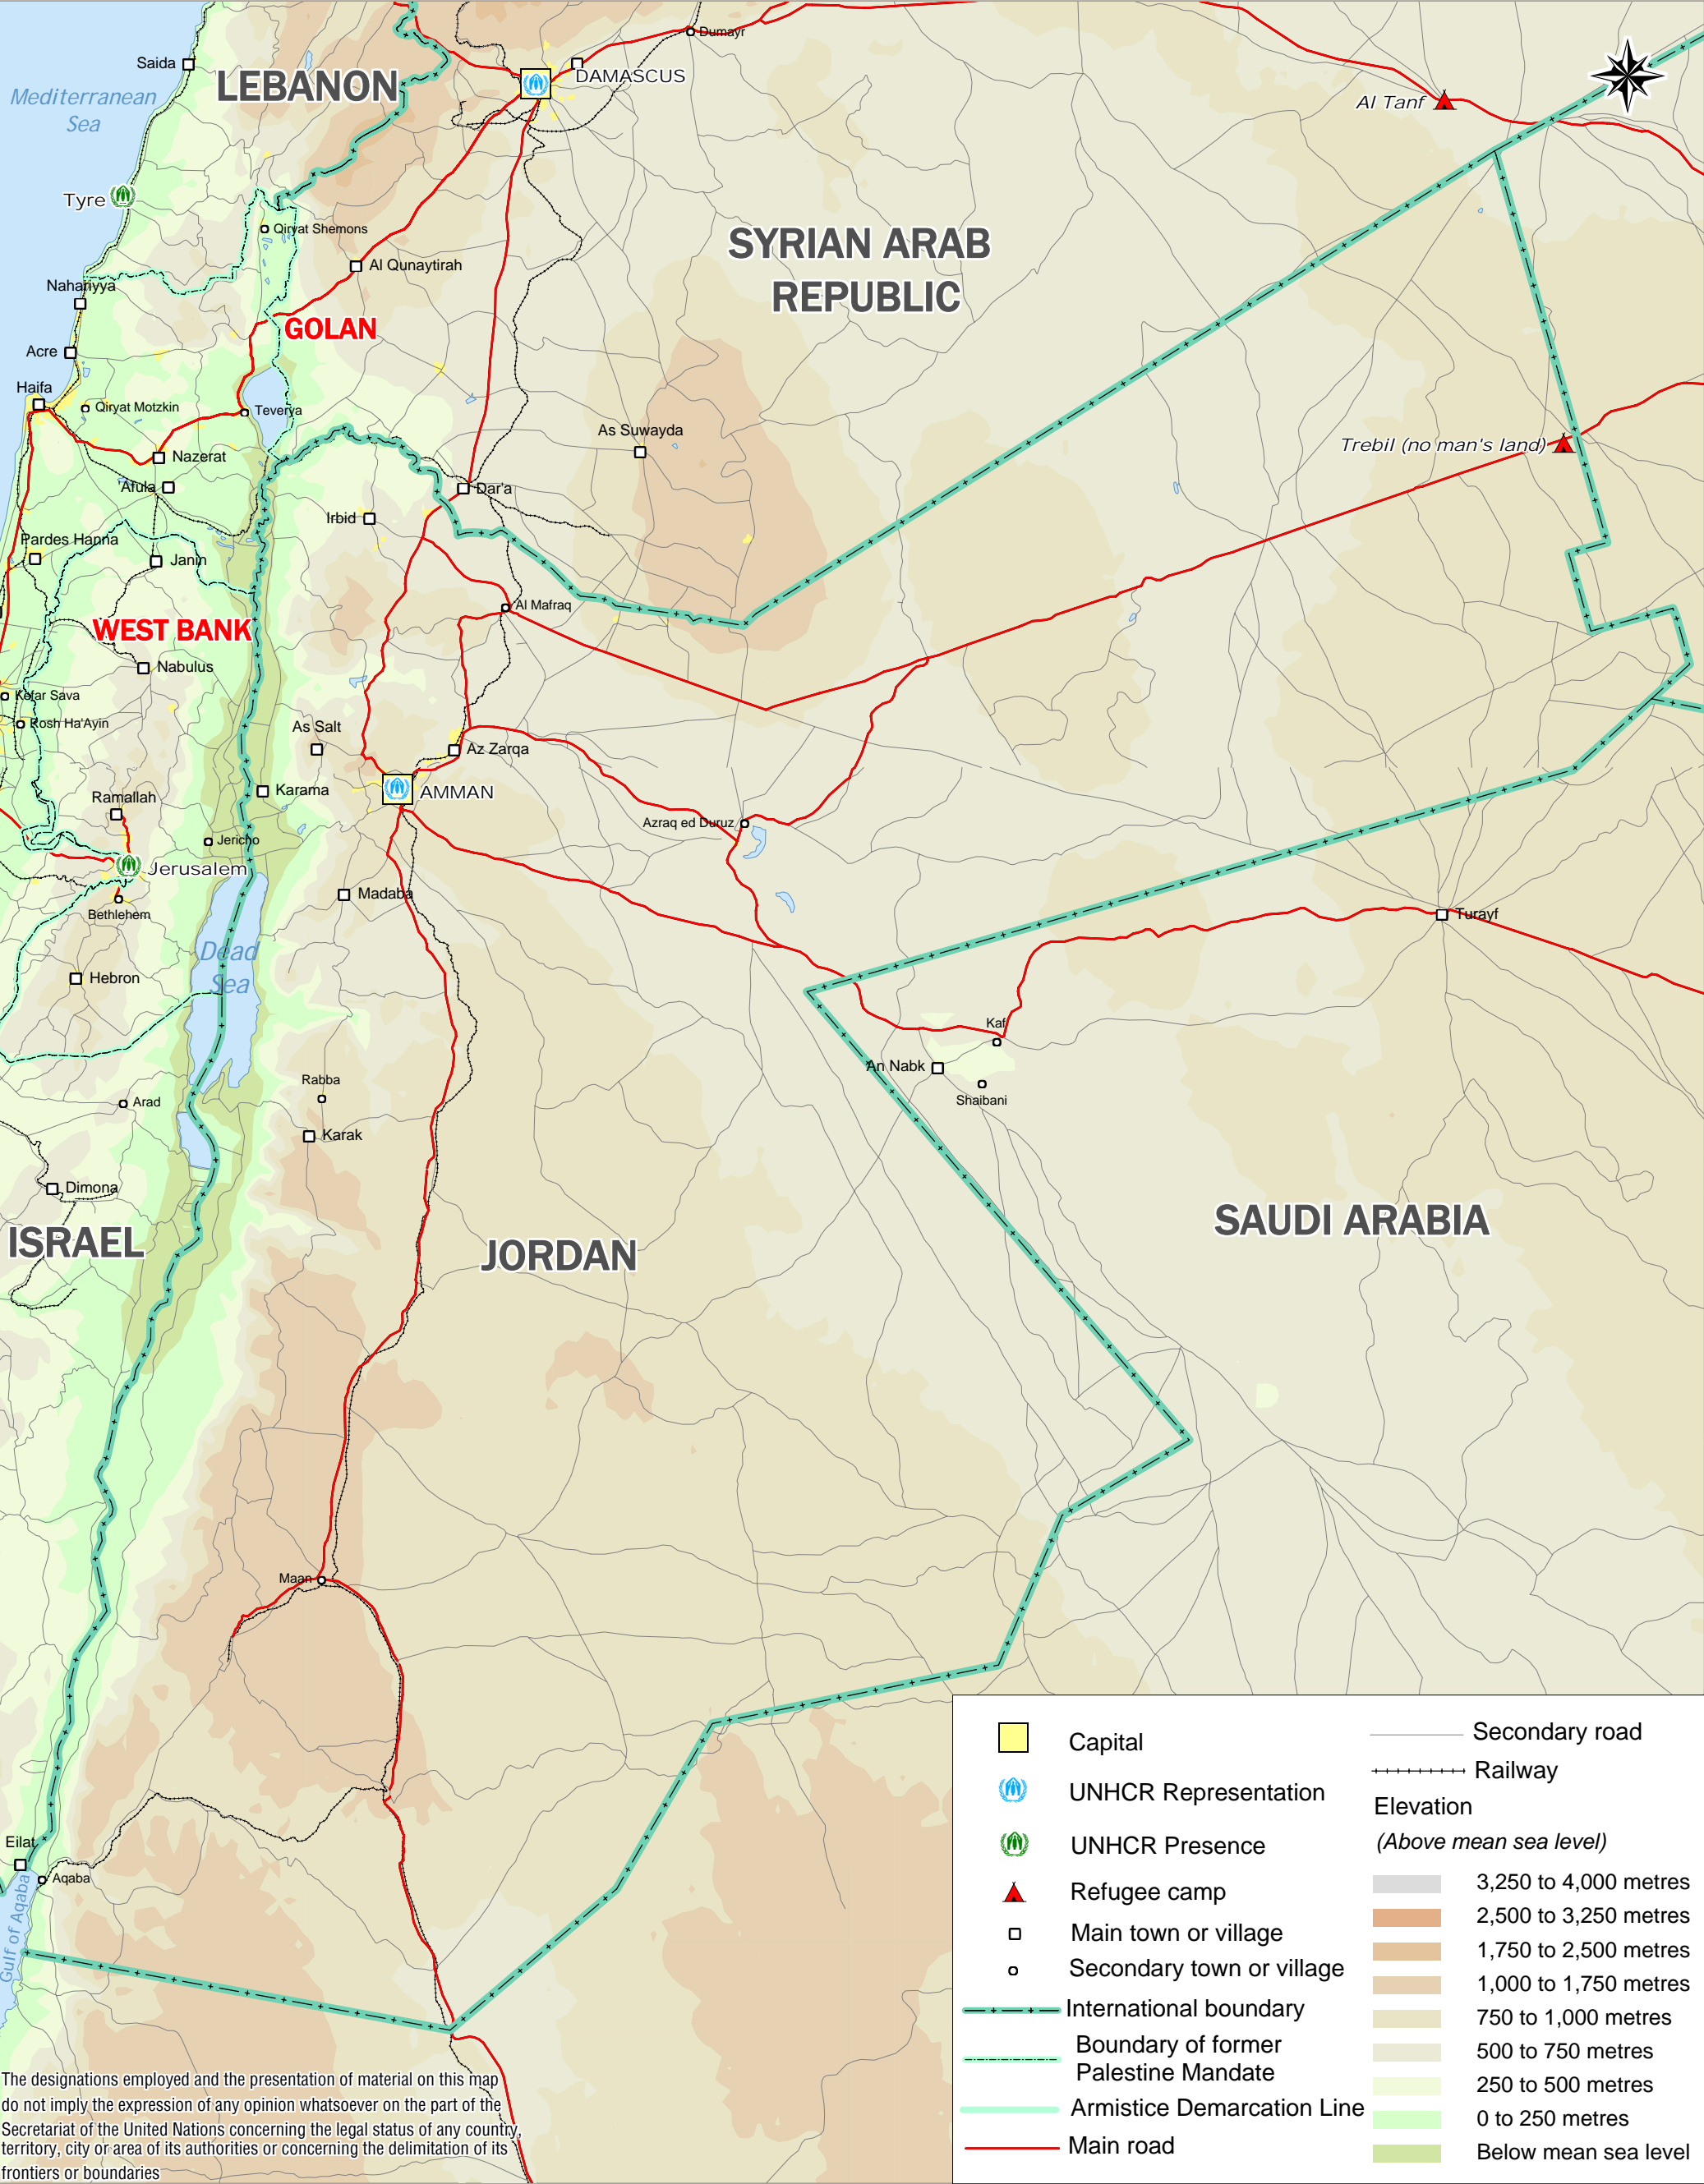 Dumayr
Saida
LEBANON
DAMASCUS
Mediterranean
Sea
Al Tanf
Tyre
Qiryat Shemons
SYRIAN ARAB
REPUBLIC
Al Qunaytirah
Nahariyya
GOLAN
Acre
Haifa
Qiryat Motzkin
Teverya
As Suwayda
Trebil (no man's land)
Nazerat
Afula
Dar'a
Irbid
Pardes Hanna
Janin
Al Mafraq
WEST BANK
Nabulus
Kefar Sava
Rosh Ha'Ayin
As Salt
Az Zarqa
Karama
AMMAN
Ramallah
Azraq ed Duruz
Jericho
Jerusalem
Madaba
Bethlehem
Turayf
Dead
Sea
Hebron
Kaf
An Nabk
Rabba
Shaibani
Arad
Karak
Dimona
SAUDI ARABIA
ISRAEL
JORDAN
Maan
Eilat
Aqaba
Gulf of Aqaba
The designations employed and the presentation of material on this map
do not imply the expression of any opinion whatsoever on the part of the
Secretariat of the United Nations concerning the legal status of any country,
territory, city or area of its authorities or concerning the delimitation of its
frontiers or boundaries
Capital
UNHCR Representation
UNHCR Presence
Refugee camp
Main town or village
Secondary town or village
International boundary
Boundary of former
Palestine Mandate
Armistice Demarcation Line
Main road
Secondary road
Railway
Elevation
(Above mean sea level)
3,250 to 4,000 metres
2,500 to 3,250 metres
1,750 to 2,500 metres
1,000 to 1,750 metres
750 to 1,000 metres
500 to 750 metres
250 to 500 metres
0 to 250 metres
Below mean sea level